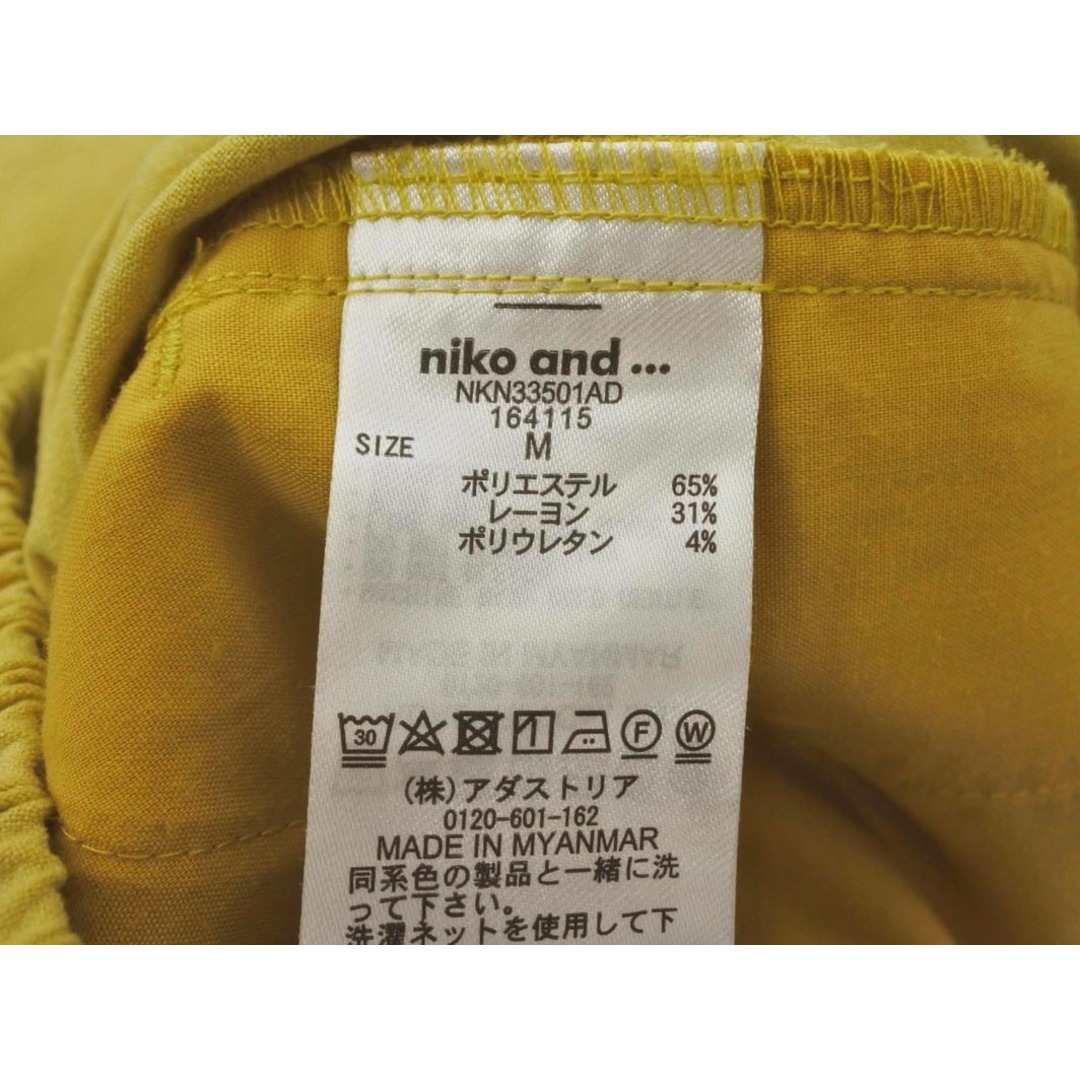 niko and ...
NKN33501AD
164115
SIZE M
ポリエステル 65%
レーヨン 31%
ポリウレタン 4%
30 F W
(株)アダストリア
0120-601-162
MADE IN MYANMAR
同系色の製品と一緒に洗
って下さい。
洗濯ネットを使用して下